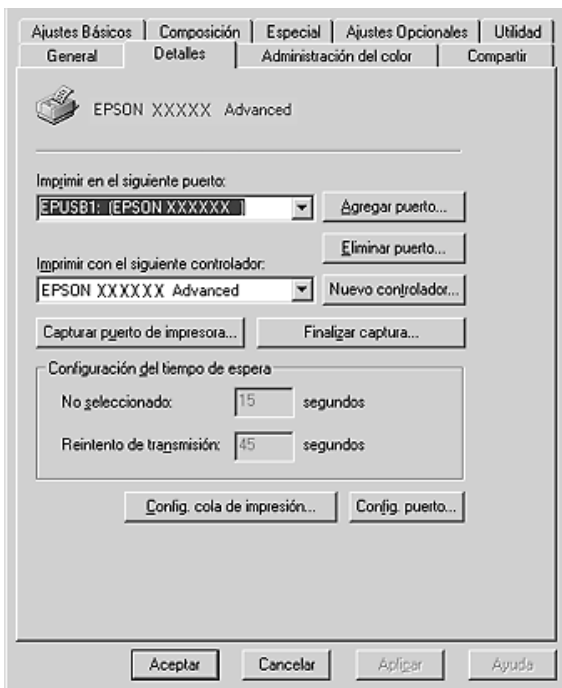 Ajustes Básicos Composición Especial Ajustes Opcionales Utilidad
General Detalles Administración del color Compartir
EPSON XXXXX Advanced
Imprimir en el siguiente puerto:
EPUSB1: (EPSON XXXXXX ) Agregar puerto...
Eliminar puerto...
Imprimir con el siguiente controlador:
EPSON XXXXXX Advanced Nuevo controlador...
Capturar puerto de impresora... Finalizar captura...
Configuración del tiempo de espera
No seleccionado: 15 segundos
Reintento de transmisión: 45 segundos
Config. cola de impresión... Config. puerto...
Aceptar Cancelar Aplicar Ayuda